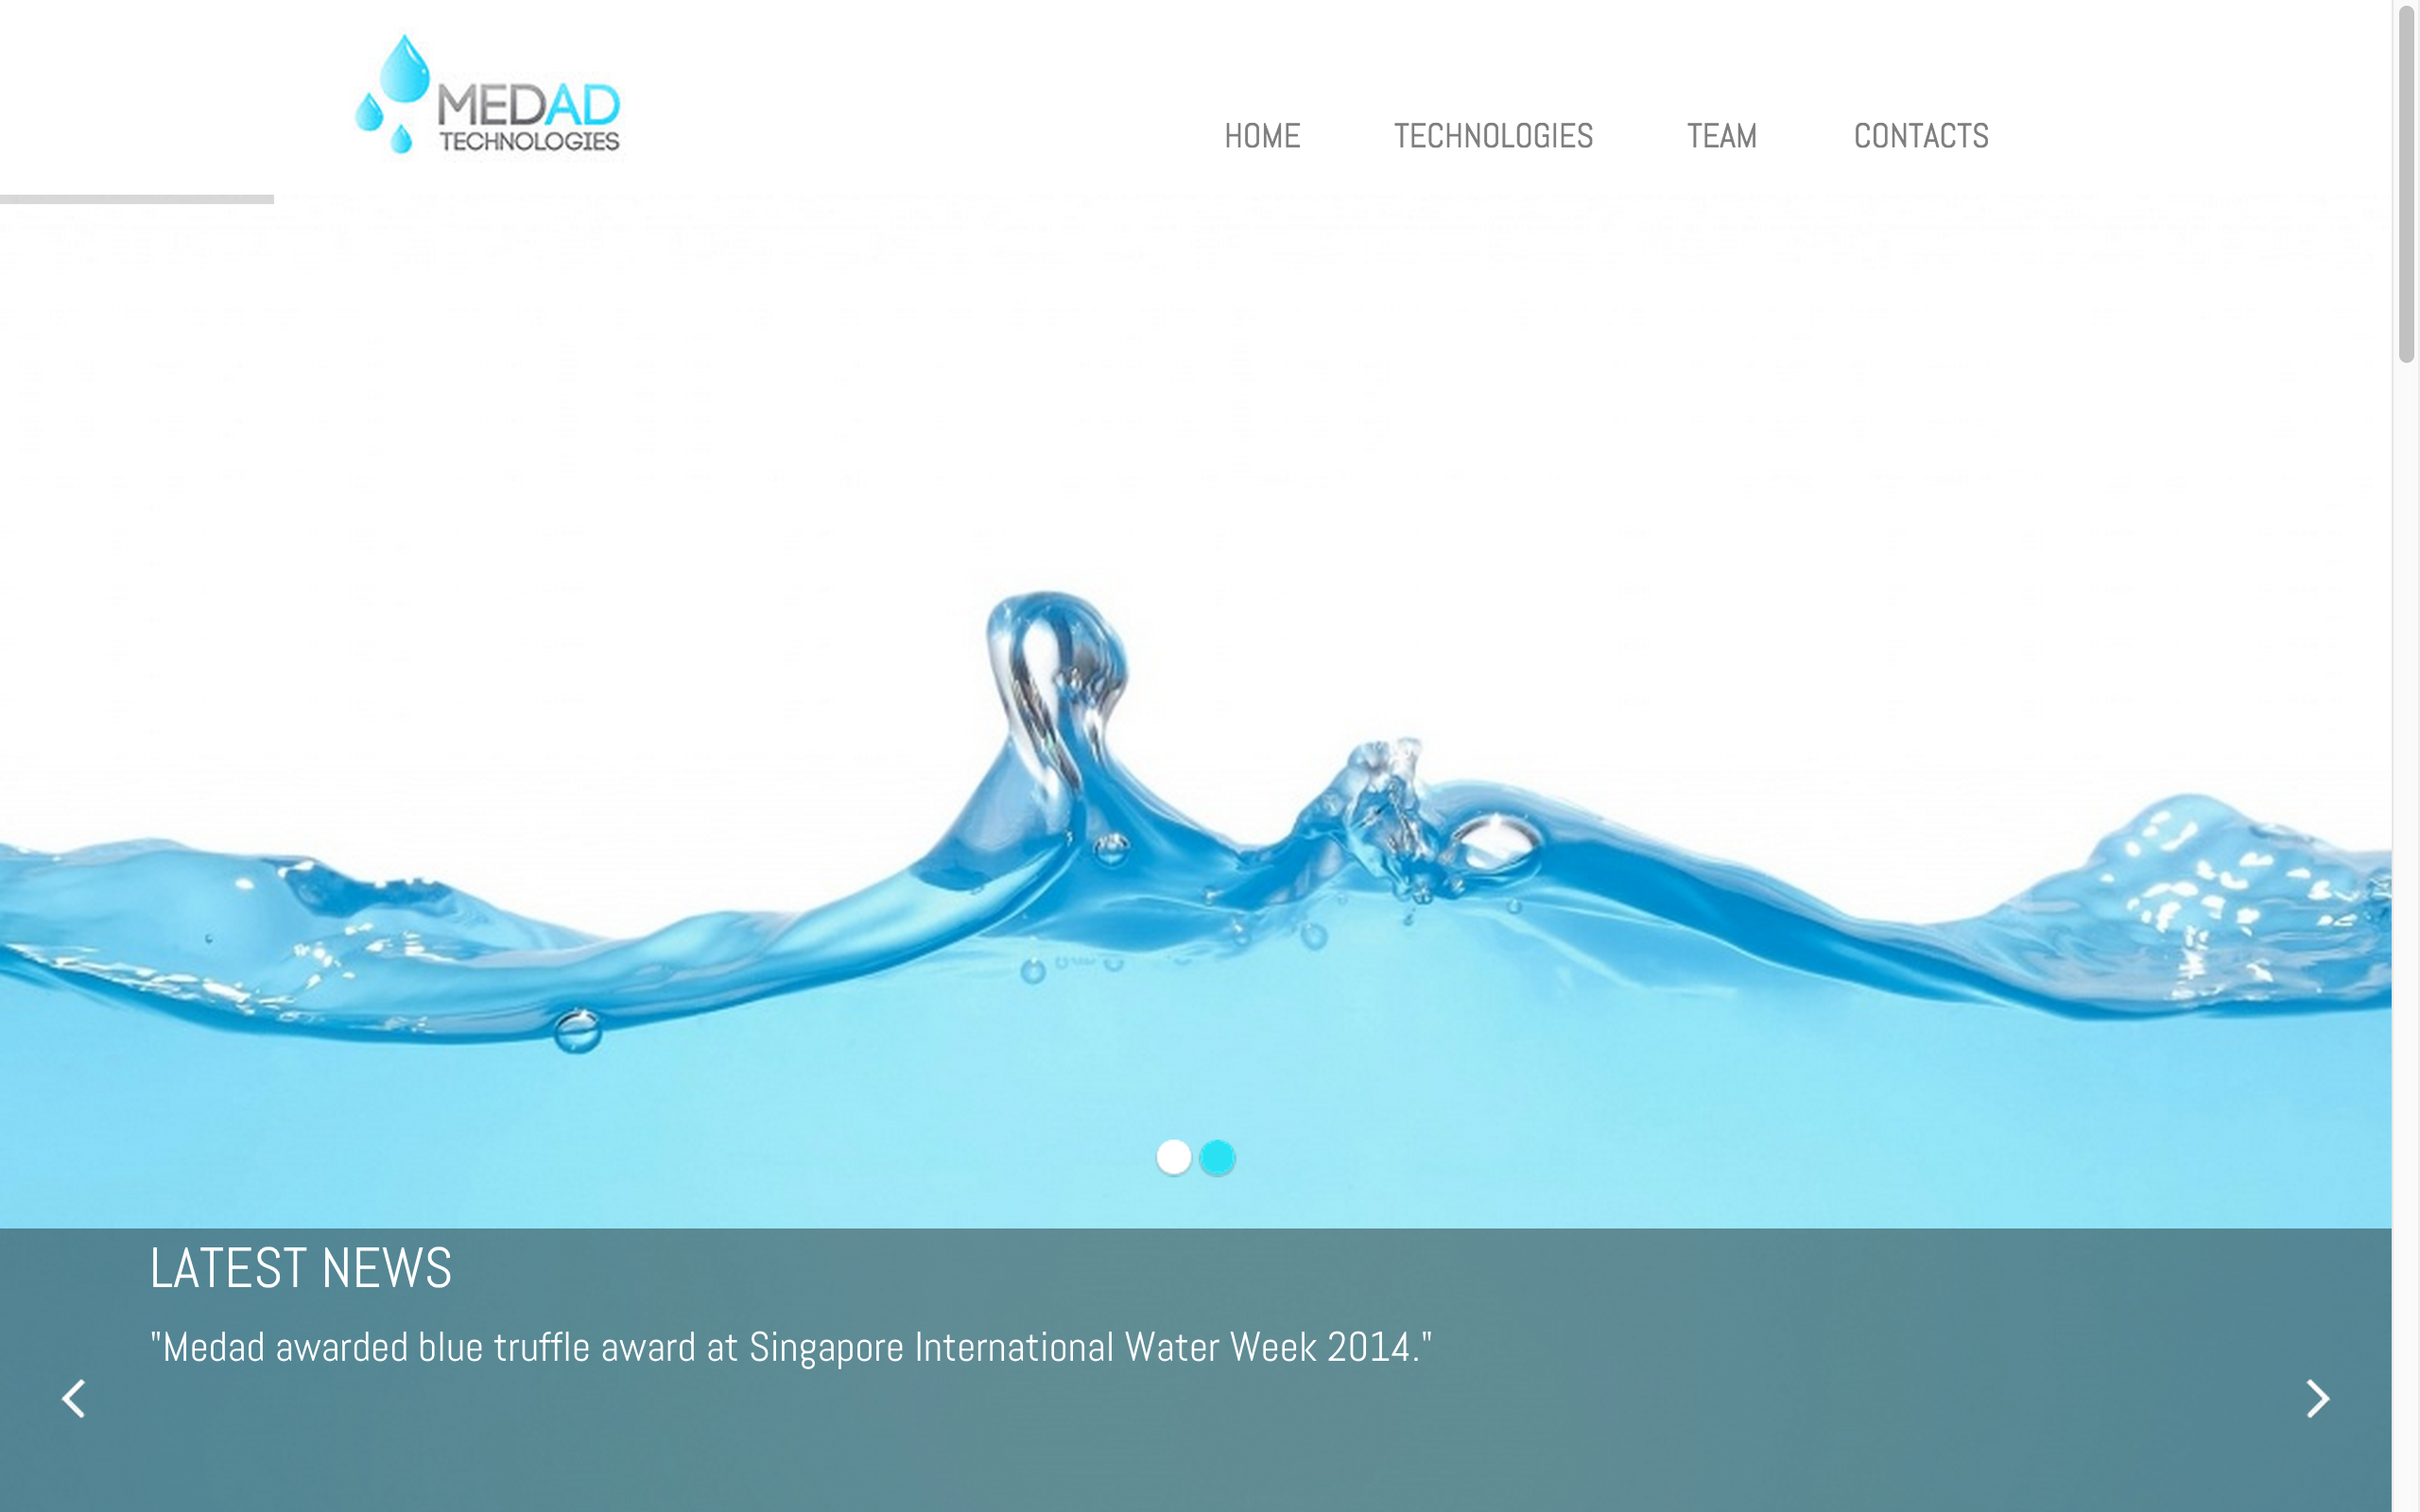 MEDAD
TECHNOLOGIES
HOME TECHNOLOGIES TEAM CONTACTS
LATEST NEWS
"Medad awarded blue truffle award at Singapore International Water Week 2014."